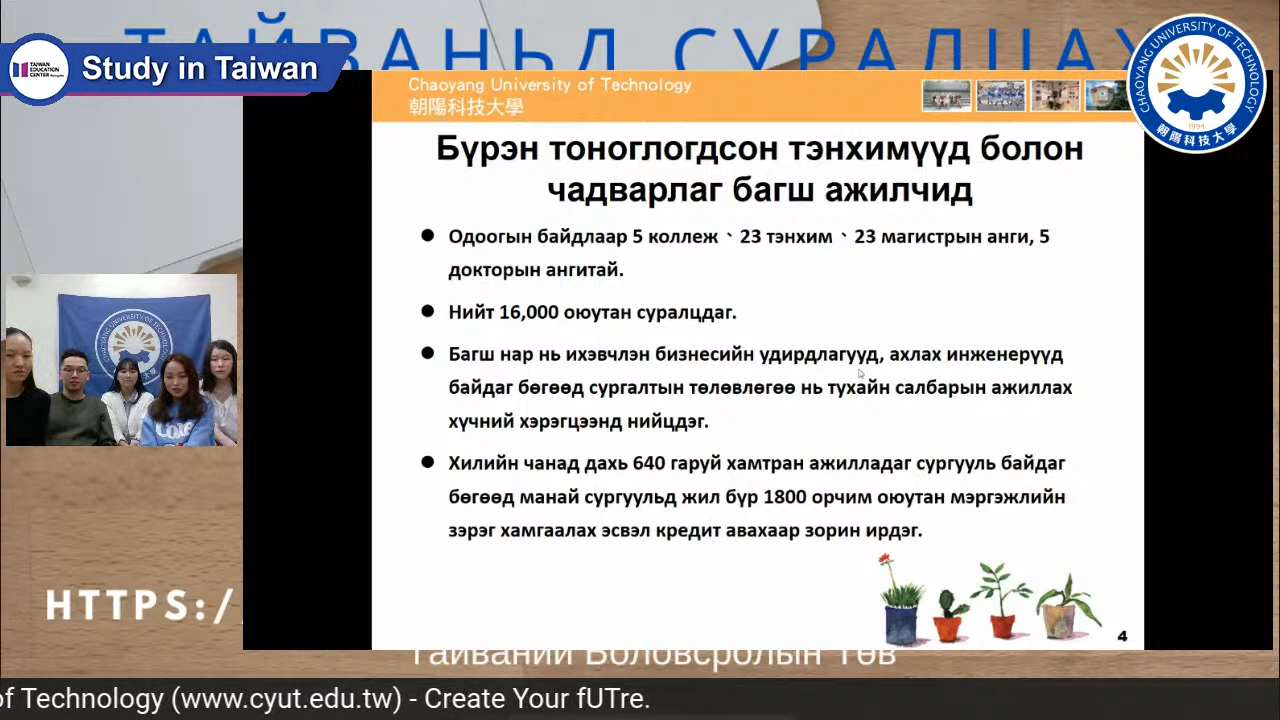 ТАЙВАНЬД СУРАЛЦАХ
TAIWAN
EDUCATION
CENTER
Study in Taiwan
Chaoyang University of Technology
朝陽科技大學
CHAOYANG UNIVERSITY OF TECHNOLOGY
1994
朝陽科技大學
Бүрэн тоноглогдсон тэнхимүүд болон
чадварлаг багш ажилчид
● Одоогын байдлаар 5 коллеж、23 тэнхим、23 магистрын анги, 5
докторын ангитай.
● Нийт 16,000 оюутан суралцдаг.
● Багш нар нь ихэвчлэн бизнесийн удирдлагууд, ахлах инженерүүд
байдаг бөгөөд сургалтын төлөвлөгөө нь тухайн салбарын ажиллах
хүчний хэрэгцээнд нийцдэг.
● Хилийн чанад дахь 640 гаруй хамтран ажилладаг сургууль байдаг
бөгөөд манай сургуульд жил бүр 1800 орчим оюутан мэргэжлийн
зэрэг хамгаалах эсвэл кредит авахаар зорин ирдэг.
4
HTTPS:/
Тайваний Боловсролын Төв
of Technology (www.cyut.edu.tw) - Create Your fUTre.